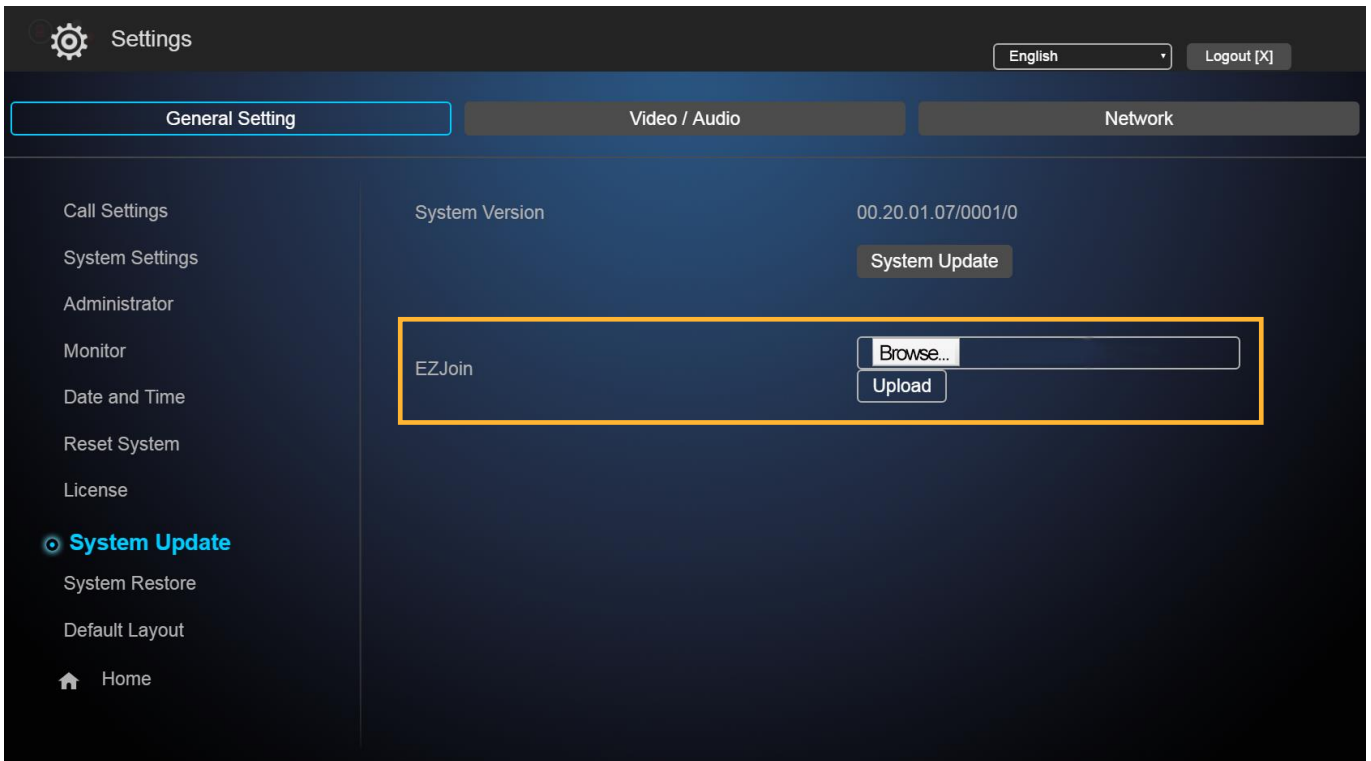 Settings
English
Logout [X]
General Setting
Video / Audio
Network
Call Settings
System Settings
Administrator
Monitor
Date and Time
Reset System
License
System Update
System Restore
Default Layout
Home
System Version
00.20.01.07/0001/0
System Update
EZJoin
Browse...
Upload